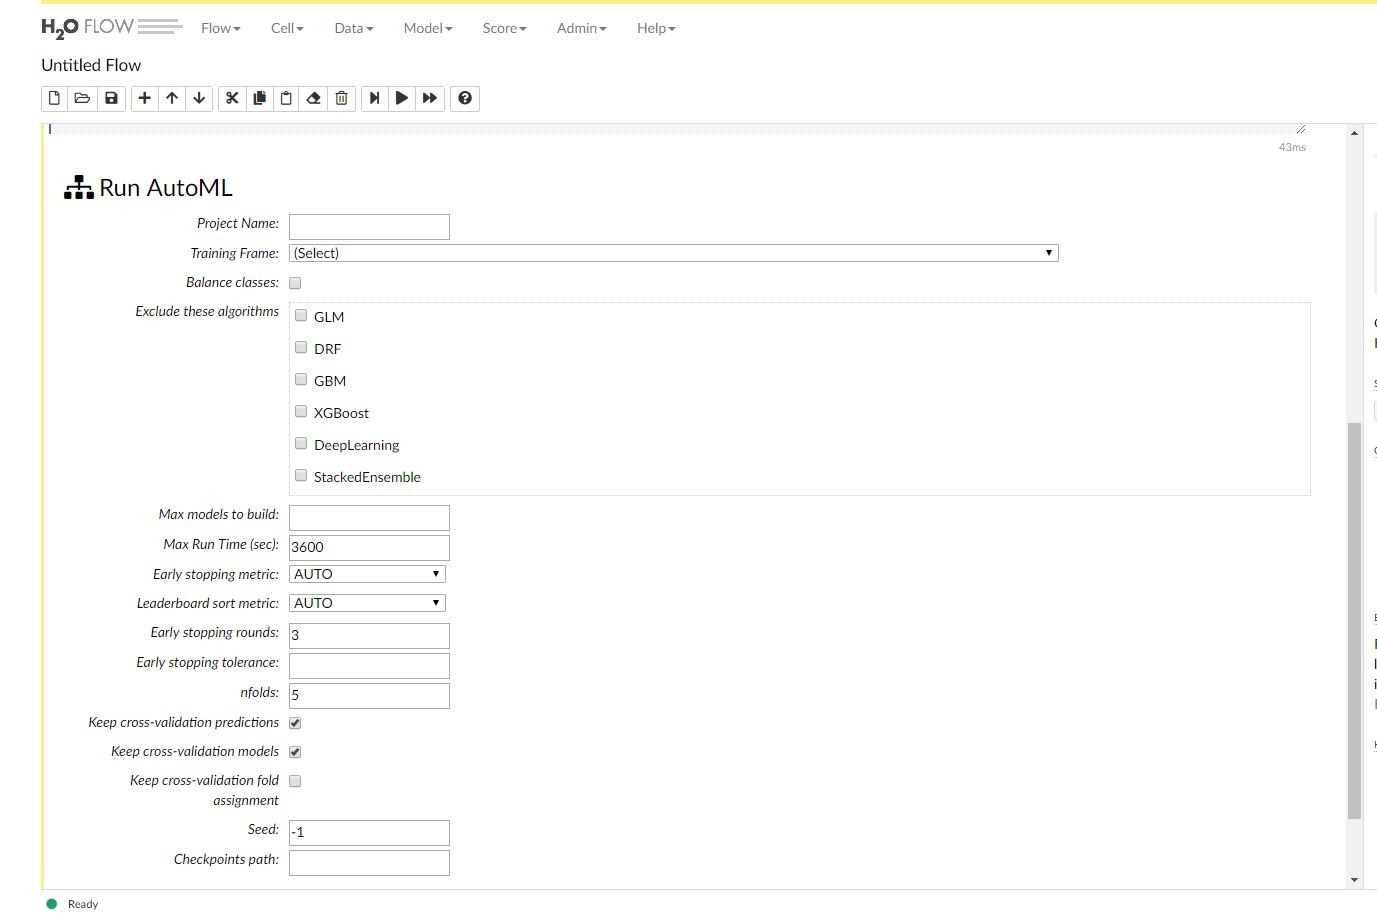 H2O FLOW Flow Cell Data Model Score Admin Help
Untitled Flow
43ms
Run AutoML
Project Name:
Training Frame: (Select)
Balance classes:
Exclude these algorithms
GLM
DRF
GBM
XGBoost
DeepLearning
StackedEnsemble
Max models to build:
Max Run Time (sec): 3600
Early stopping metric: AUTO
Leaderboard sort metric: AUTO
Early stopping rounds: 3
Early stopping tolerance:
nfolds: 5
Keep cross-validation predictions
Keep cross-validation models
Keep cross-validation fold
assignment
Seed: -1
Checkpoints path:
Ready